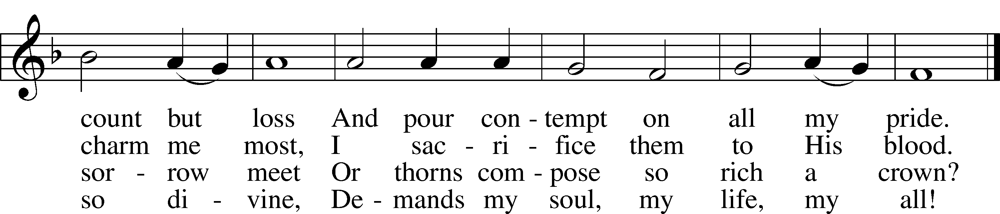 count but loss And pour con - tempt on all my pride.
charm me most, I sac - ri - fice them to His blood.
sor - row meet Or thorns com - pose so rich a crown?
so di - vine, De - mands my soul, my life, my all!